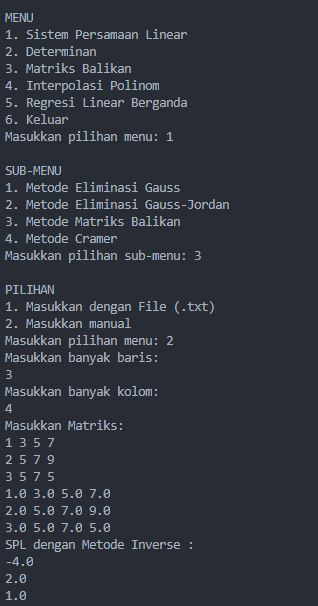 MENU
1. Sistem Persamaan Linear
2. Determinan
3. Matriks Balikan
4. Interpolasi Polinom
5. Regresi Linear Berganda
6. Keluar
Masukkan pilihan menu: 1
SUB-MENU
1. Metode Eliminasi Gauss
2. Metode Eliminasi Gauss-Jordan
3. Metode Matriks Balikan
4. Metode Cramer
Masukkan pilihan sub-menu: 3
PILIHAN
1. Masukkan dengan File (.txt)
2. Masukkan manual
Masukkan pilihan menu: 2
Masukkan banyak baris:
3
Masukkan banyak kolom:
4
Masukkan Matriks:
1 3 5 7
2 5 7 9
3 5 7 5
1.0 3.0 5.0 7.0
2.0 5.0 7.0 9.0
3.0 5.0 7.0 5.0
SPL dengan Metode Inverse :
-4.0
2.0
1.0